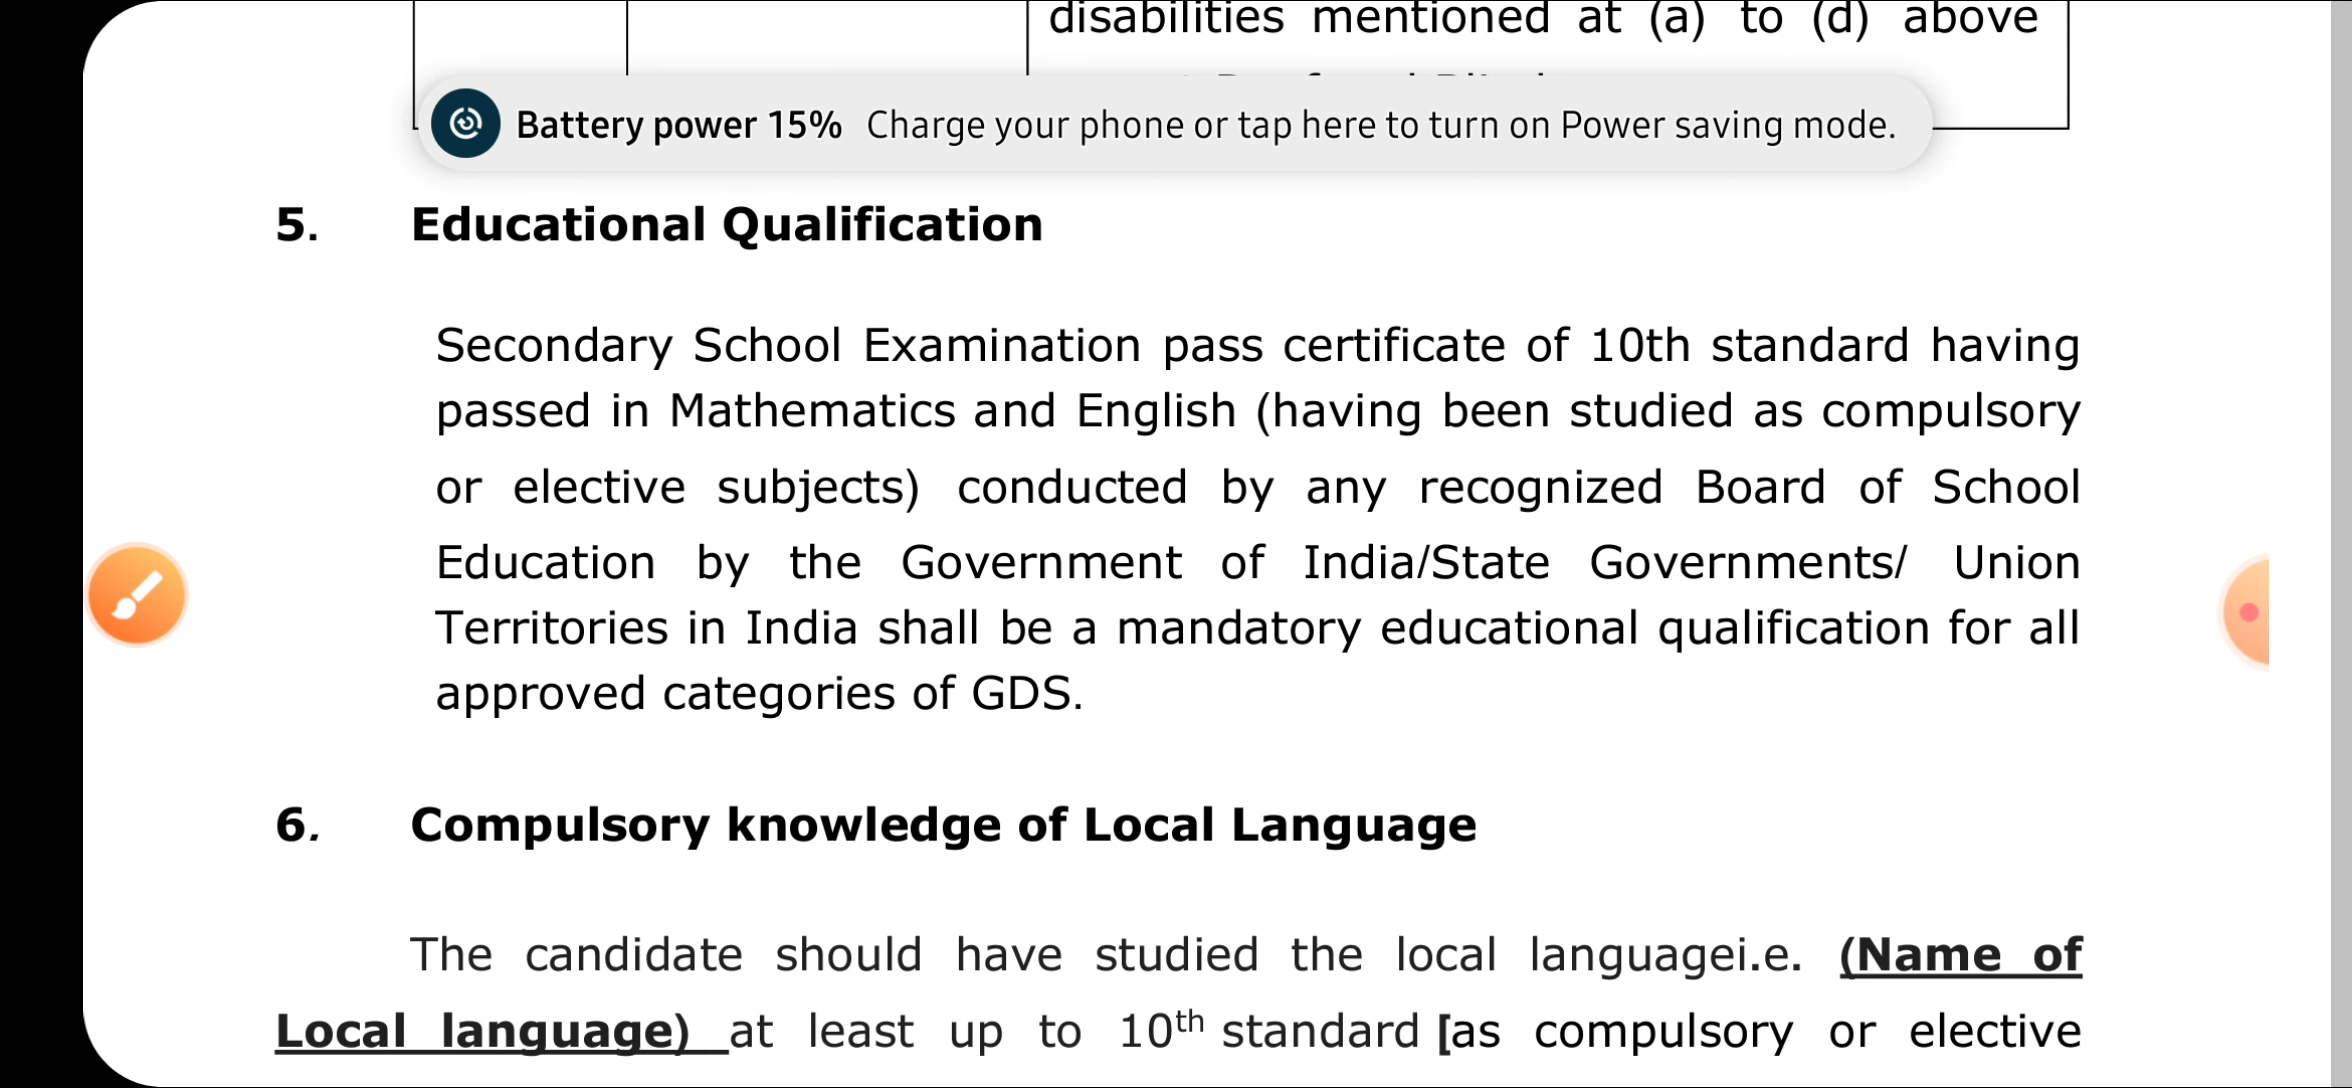 disabilities mentioned at (a) to (d) above
Battery power 15% Charge your phone or tap here to turn on Power saving mode.
5. Educational Qualification
Secondary School Examination pass certificate of 10th standard having
passed in Mathematics and English (having been studied as compulsory
or elective subjects) conducted by any recognized Board of School
Education by the Government of India/State Governments/ Union
Territories in India shall be a mandatory educational qualification for all
approved categories of GDS.
6. Compulsory knowledge of Local Language
The candidate should have studied the local languagei.e. (Name of
Local language) at least up to 10th standard [as compulsory or elective